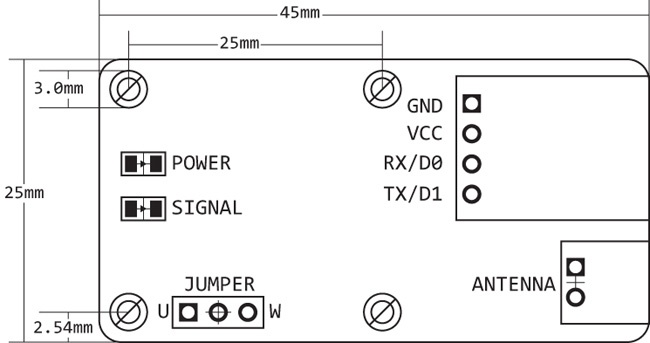 45mm
25mm
3.0mm
GND
VCC
RX/D0
TX/D1
POWER
25mm
SIGNAL
JUMPER
ANTENNA
U W
2.54mm